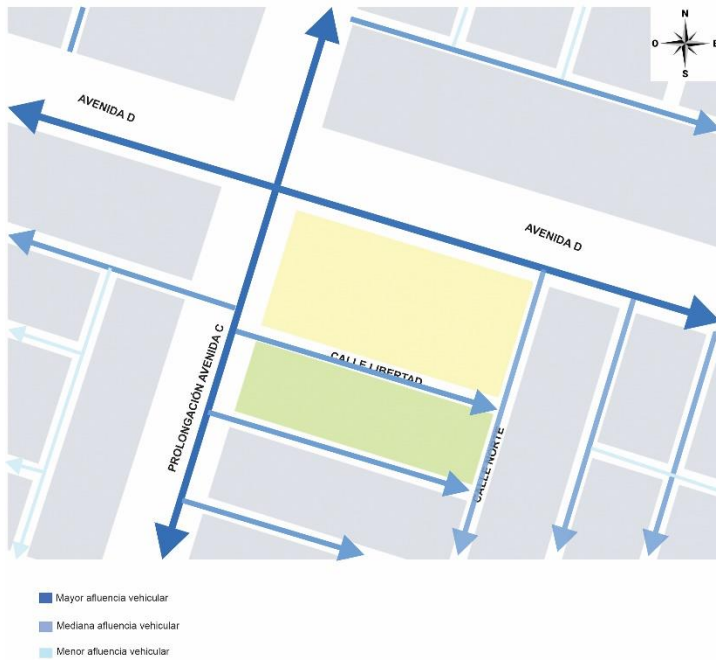 N
O
E
S
AVENIDA D
AVENIDA D
PROLONGACIÓN AVENIDA C
CALLE LIBERTAD
CALLE NORTE
Mayor afluencia vehicular
Mediana afluencia vehicular
Menor afluencia vehicular